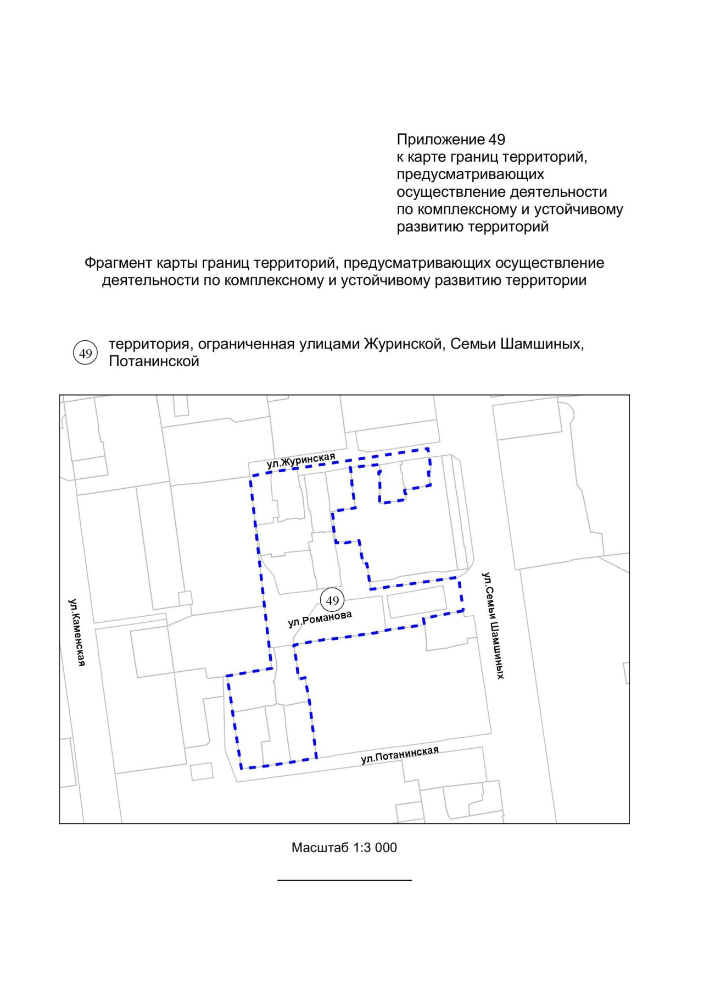 Приложение 49
к карте границ территорий,
предусматривающих
осуществление деятельности
по комплексному и устойчивому
развитию территорий
Фрагмент карты границ территорий, предусматривающих осуществление
деятельности по комплексному и устойчивому развитию территории
49
территория, ограниченная улицами Журинской, Семьи Шамшиных,
Потанинской
ул.Журинская
ул.Каменская
49
ул.Романова
ул.Семьи Шамшиных
ул.Потанинская
Масштаб 1:3 000